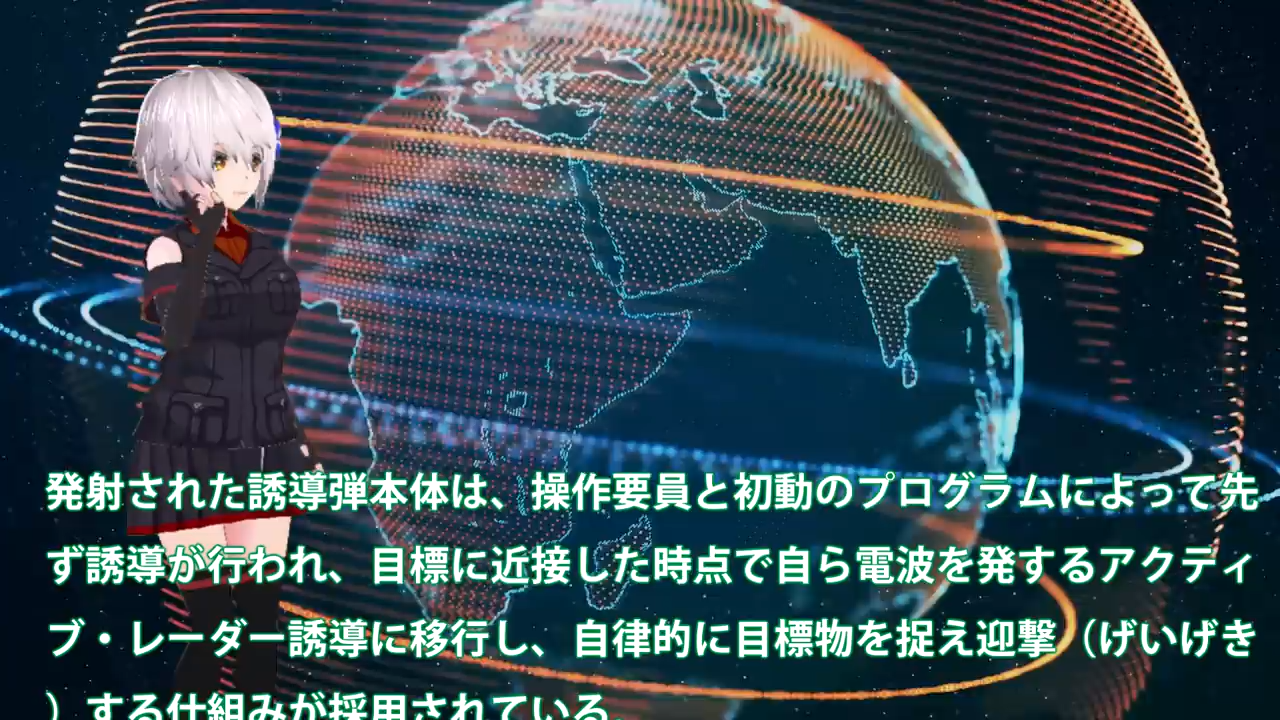 発射された誘導弾本体は、操作要員と初動のプログラムによって先
ず誘導が行われ、目標に近接した時点で自ら電波を発するアクティ
ブ・レーダー誘導に移行し、自律的に目標物を捉え迎撃（げいげき
）する仕組みが採用されている。